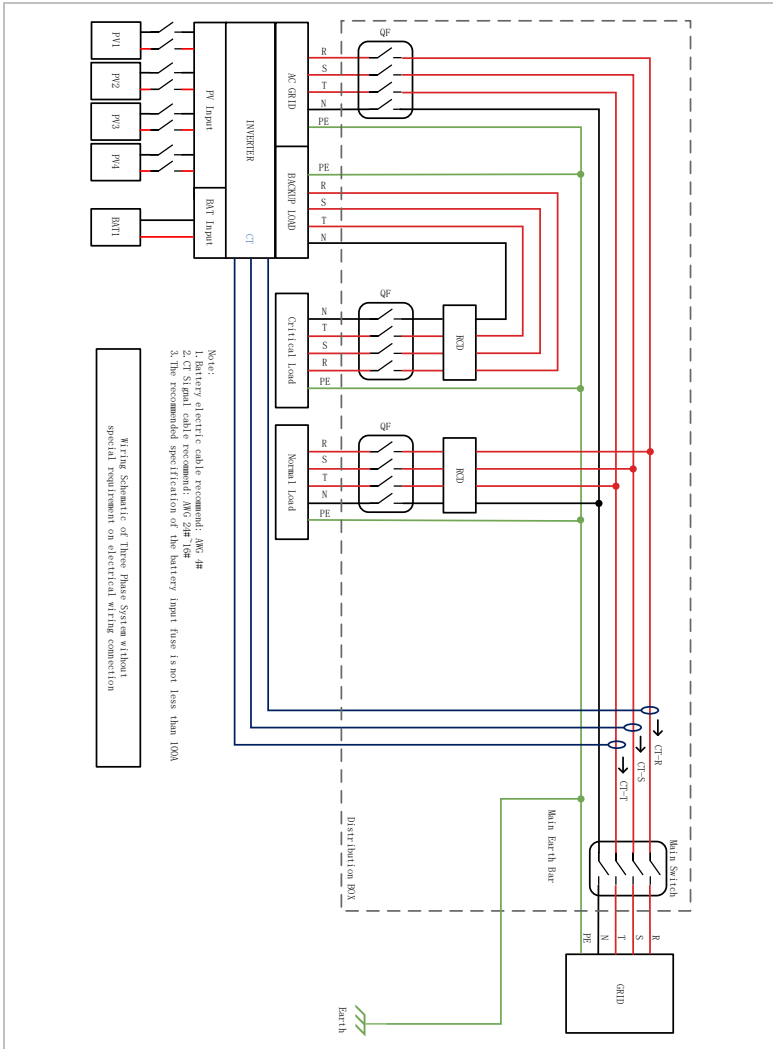 PV1
PV2
PV3
PV4
BAT1
PV Input
BAT Input
INVERTER
CT
AC GRID
BACKUP LOAD
R
S
T
N
PE
PE
R
S
T
N
QF
N
T
S
R
PE
Critical Load
QF
RCD
R
S
T
N
PE
Normal Load
QF
RCD
CT-R
CT-S
CT-T
Main Switch
Main Earth Bar
Distribution BOX
R
S
T
N
PE
GRID
Earth
Note:
1. Battery electric cable recommend: AWG 4#
2. CT Signal cable recommend: AWG 24#~16#
3. The recommended specification of the battery input fuse is not less than 100A
Wiring Schematic of Three Phase System without
special requirement on electrical wiring connection